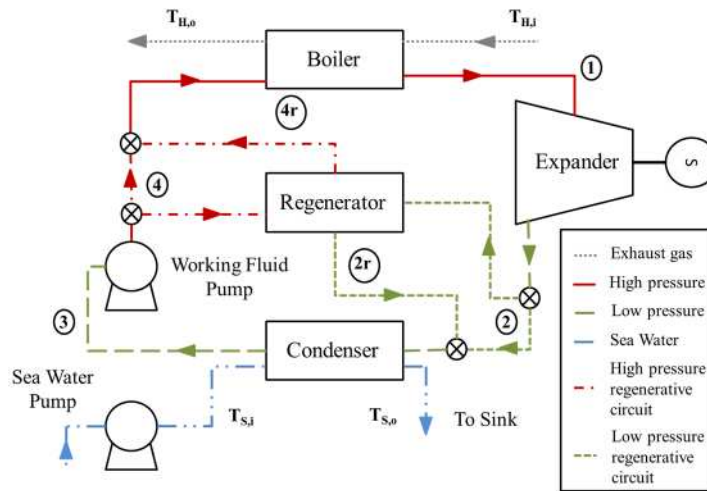 T_H,o
T_H,i
Boiler
1
4r
Expander
S
4
Regenerator
2r
Working Fluid
Pump
2
3
Condenser
Sea Water
Pump
T_S,i
T_S,o
To Sink
Exhaust gas
High pressure
Low pressure
Sea Water
High pressure
regenerative
circuit
Low pressure
regenerative
circuit